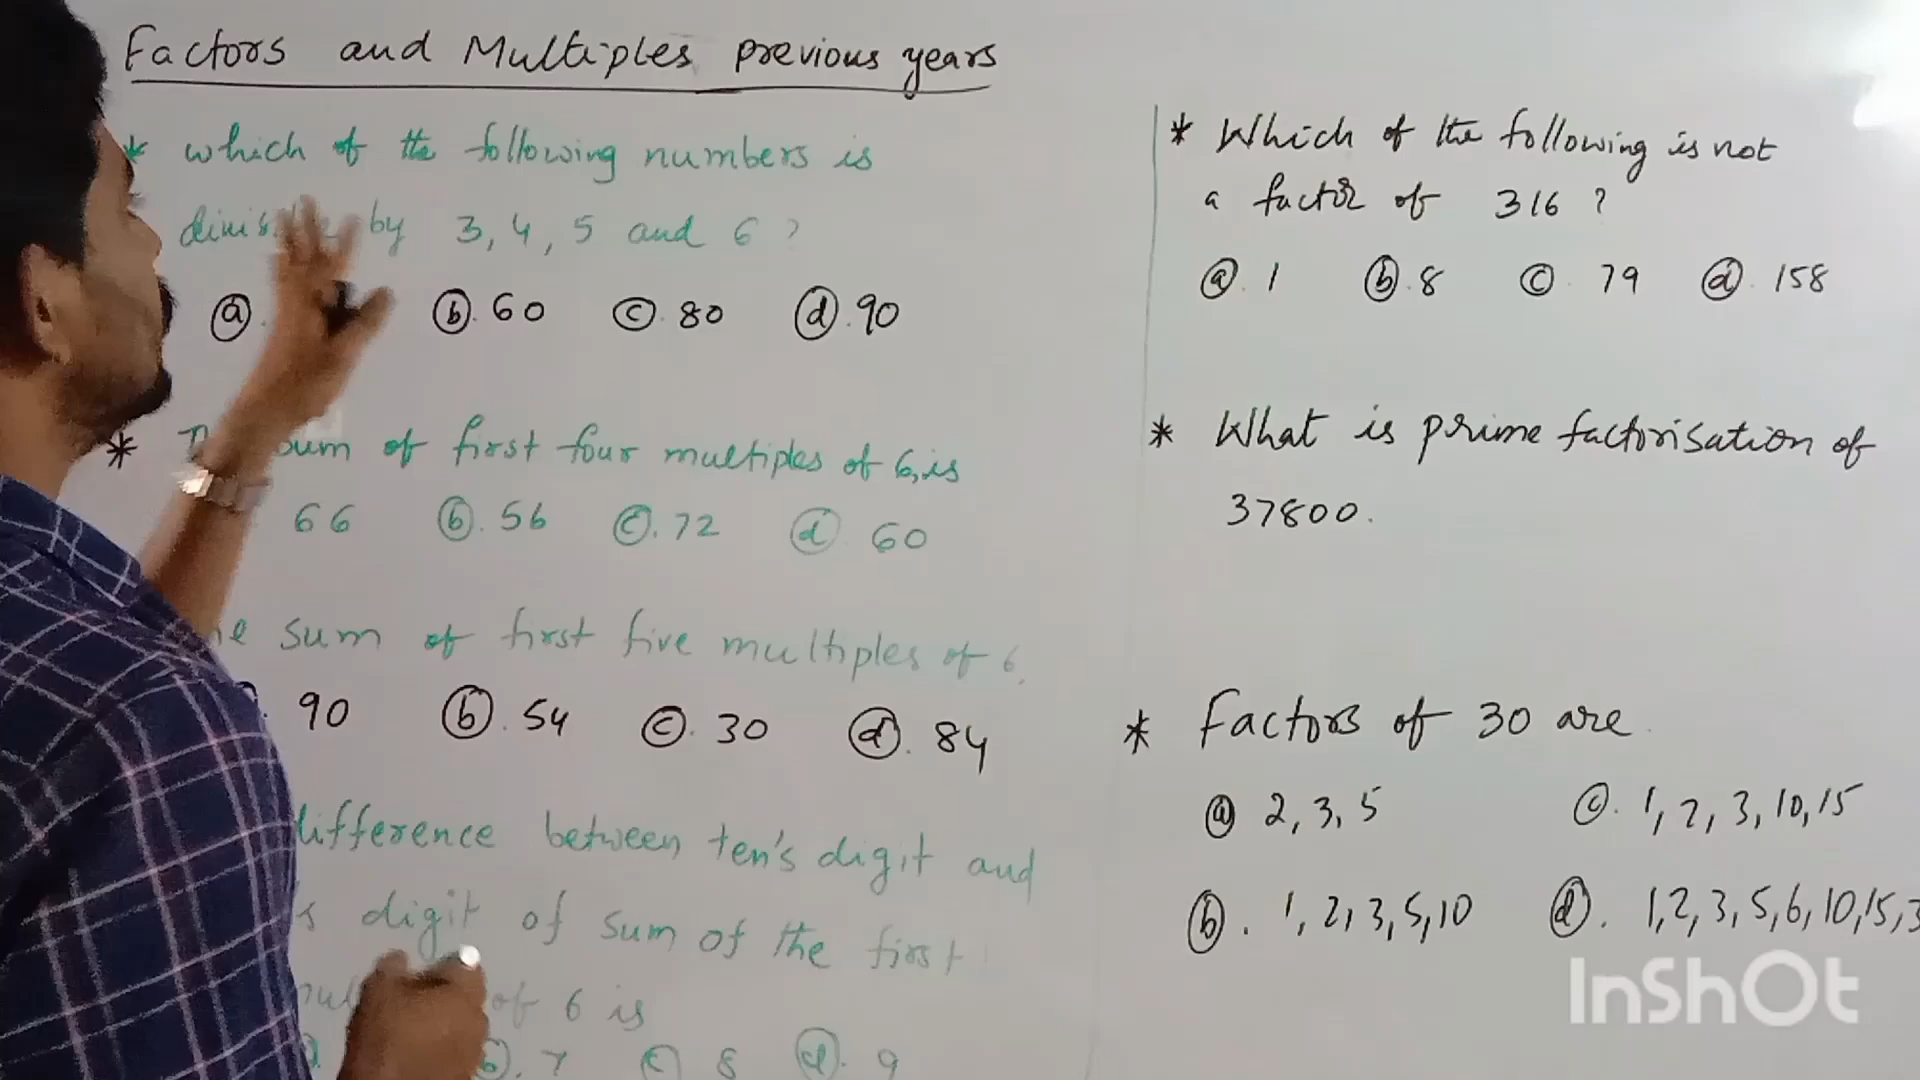 Factors and Multiples previous years
* which of the following numbers is
by 3, 4, 5 and 6 ?
(a). (b). 60 (c). 80 (d). 90
* sum of first four multiples of 6, is
66 (b). 56 (c). 72 (d). 60
sum of first five multiples of 6.
90 (b). 54 (c). 30 (d). 84
difference between ten's digit and
digit of sum of the first
of 6 is
7 (c) 8 (d). 9
* Which of the following is not
a factor of 316 ?
(a). 1 (b). 8 (c). 79 (d). 158
* What is prime factorisation of
37800.
* Factors of 30 are
(a) 2, 3, 5 (c). 1, 2, 3, 10, 15
(b). 1, 2, 3, 5, 10 (d). 1, 2, 3, 5, 6, 10, 15, 3
InShOt